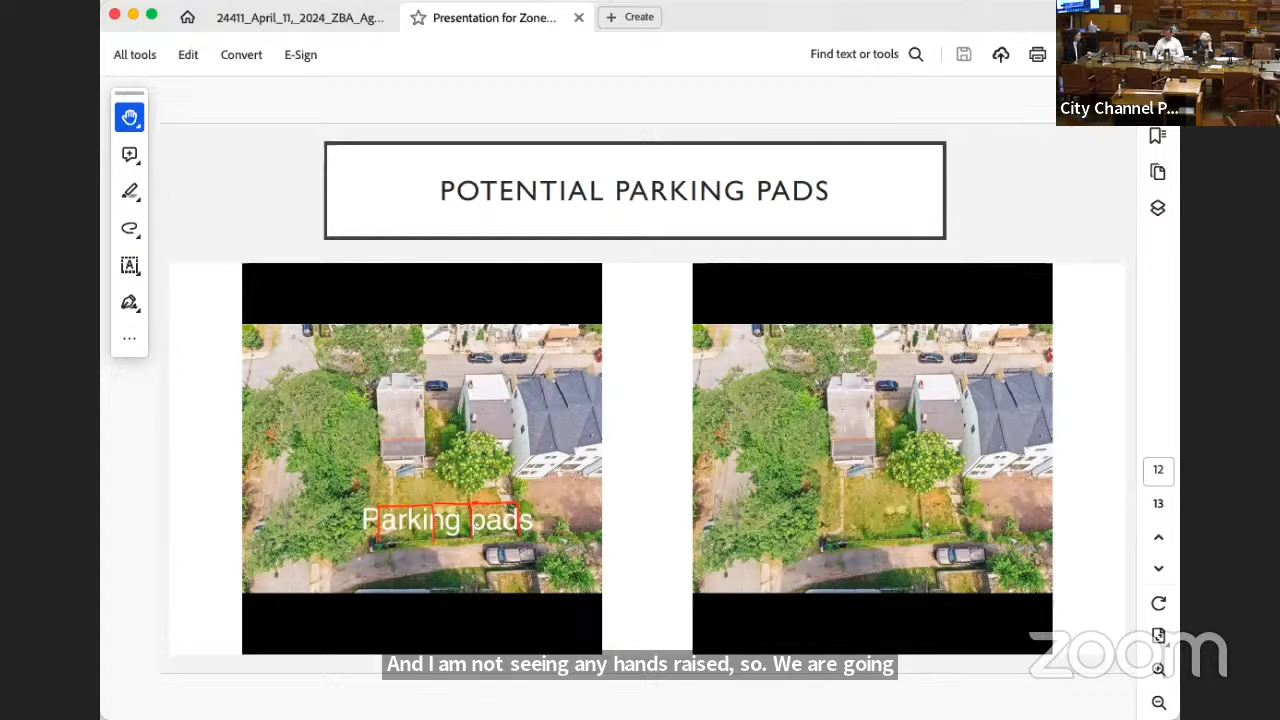 24411_April_11,_2024_ZBA_Ag...
Presentation for Zone...
Create
All tools
Edit
Convert
E-Sign
Find text or tools
City Channel P...
POTENTIAL PARKING PADS
Parking pads
12
13
And I am not seeing any hands raised, so. We are going
zoom